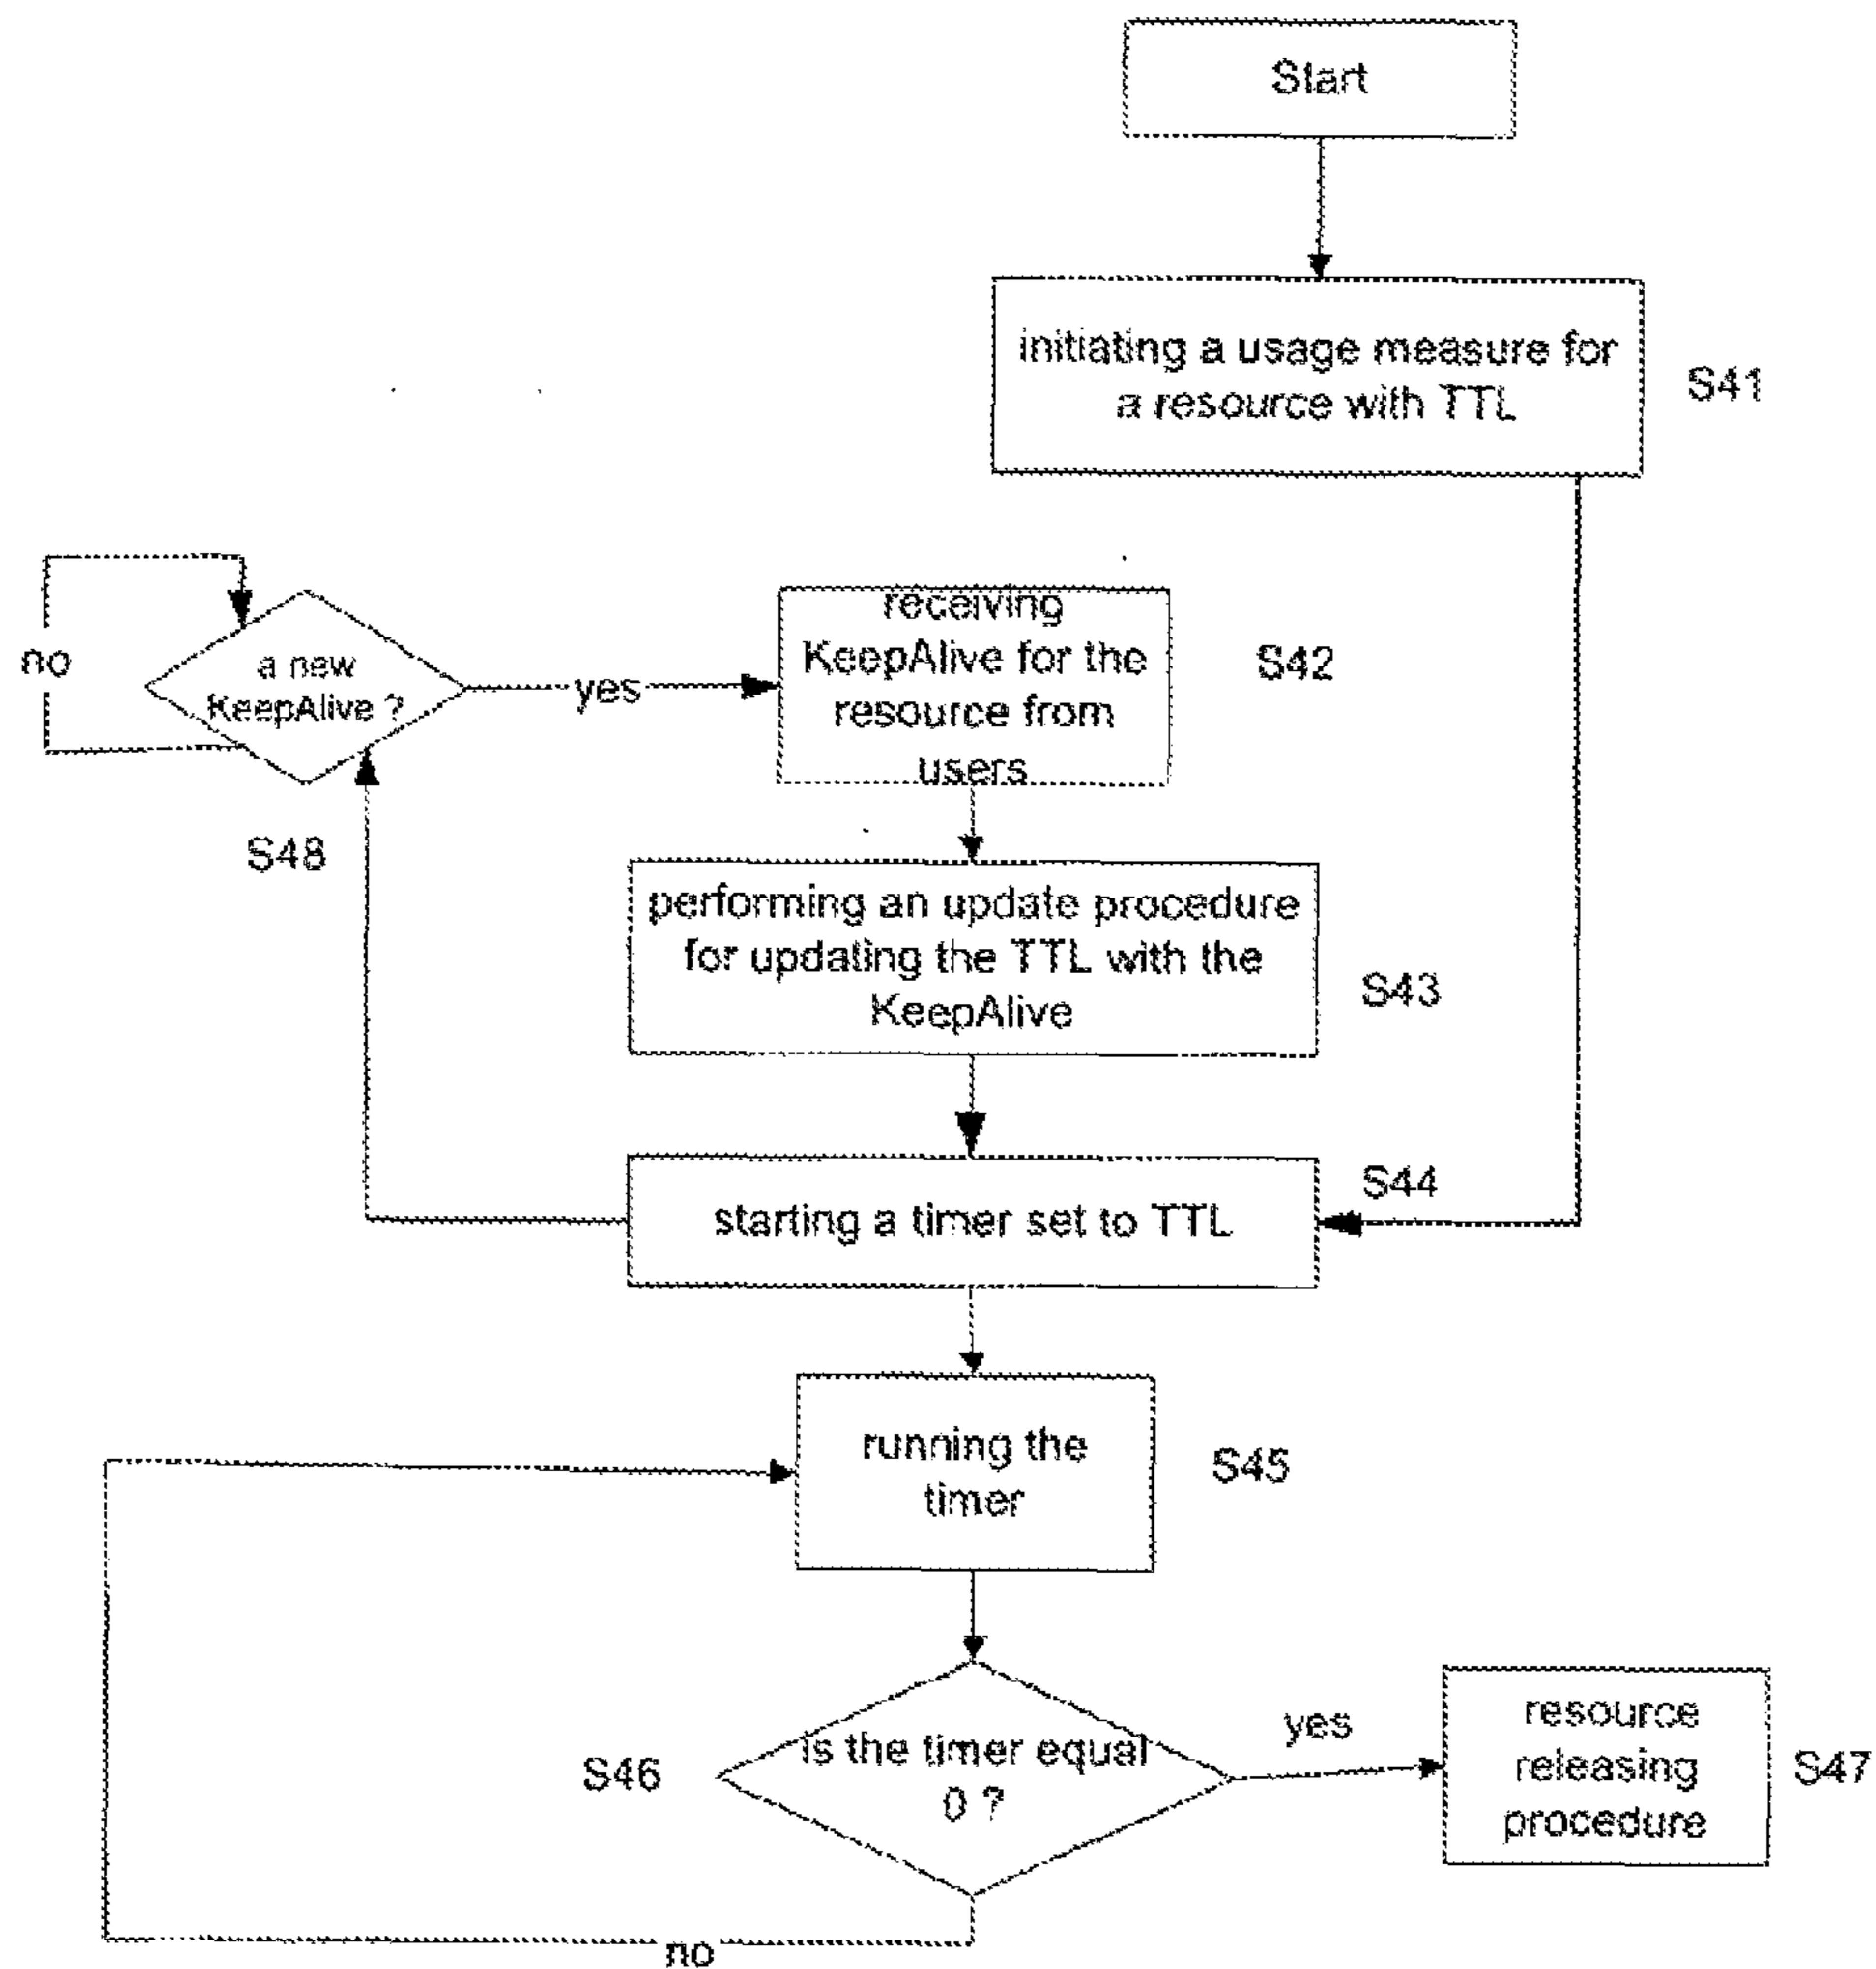 Start
initiating a usage measure for
a resource with TTL
S41
no
a new
KeepAlive ?
yes
receiving
KeepAlive for the
resource from
users
S42
S48
performing an update procedure
for updating the TTL with the
KeepAlive
S43
starting a timer set to TTL
S44
running the
timer
S45
S46
is the timer equal
0 ?
yes
resource
releasing
procedure
S47
no